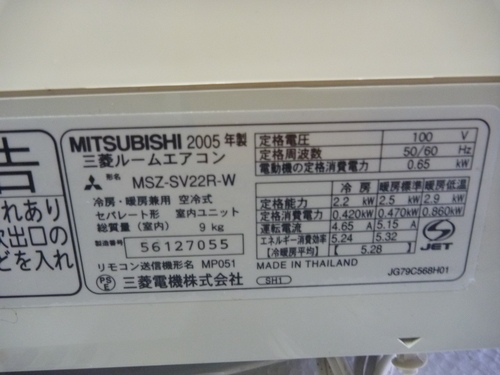 告
れあり
吹出口の
どを入れ
MITSUBISHI 2005年製
三菱ルームエアコン
形名 MSZ-SV22R-W
冷房・暖房兼用 空冷式
セパレート形 室内ユニット
総質量(室内) 9 kg
製造番号 56127055
リモコン送信機形名 MP051
PSE 三菱電機株式会社
定格電圧 100 V
定格周波数 50/60 Hz
電動機の定格消費電力 0.65 kW
冷房 暖房標準 暖房低温
定格能力 2.2 kW 2.5 kW 2.9 kW
定格消費電力 0.420kW 0.470kW 0.860kW
運転電流 4.65 A 5.15 A
エネルギー消費効率 5.24 5.32
[冷暖房平均] [ 5.28 ]
JET
MADE IN THAILAND
SH1
JG79C568H01